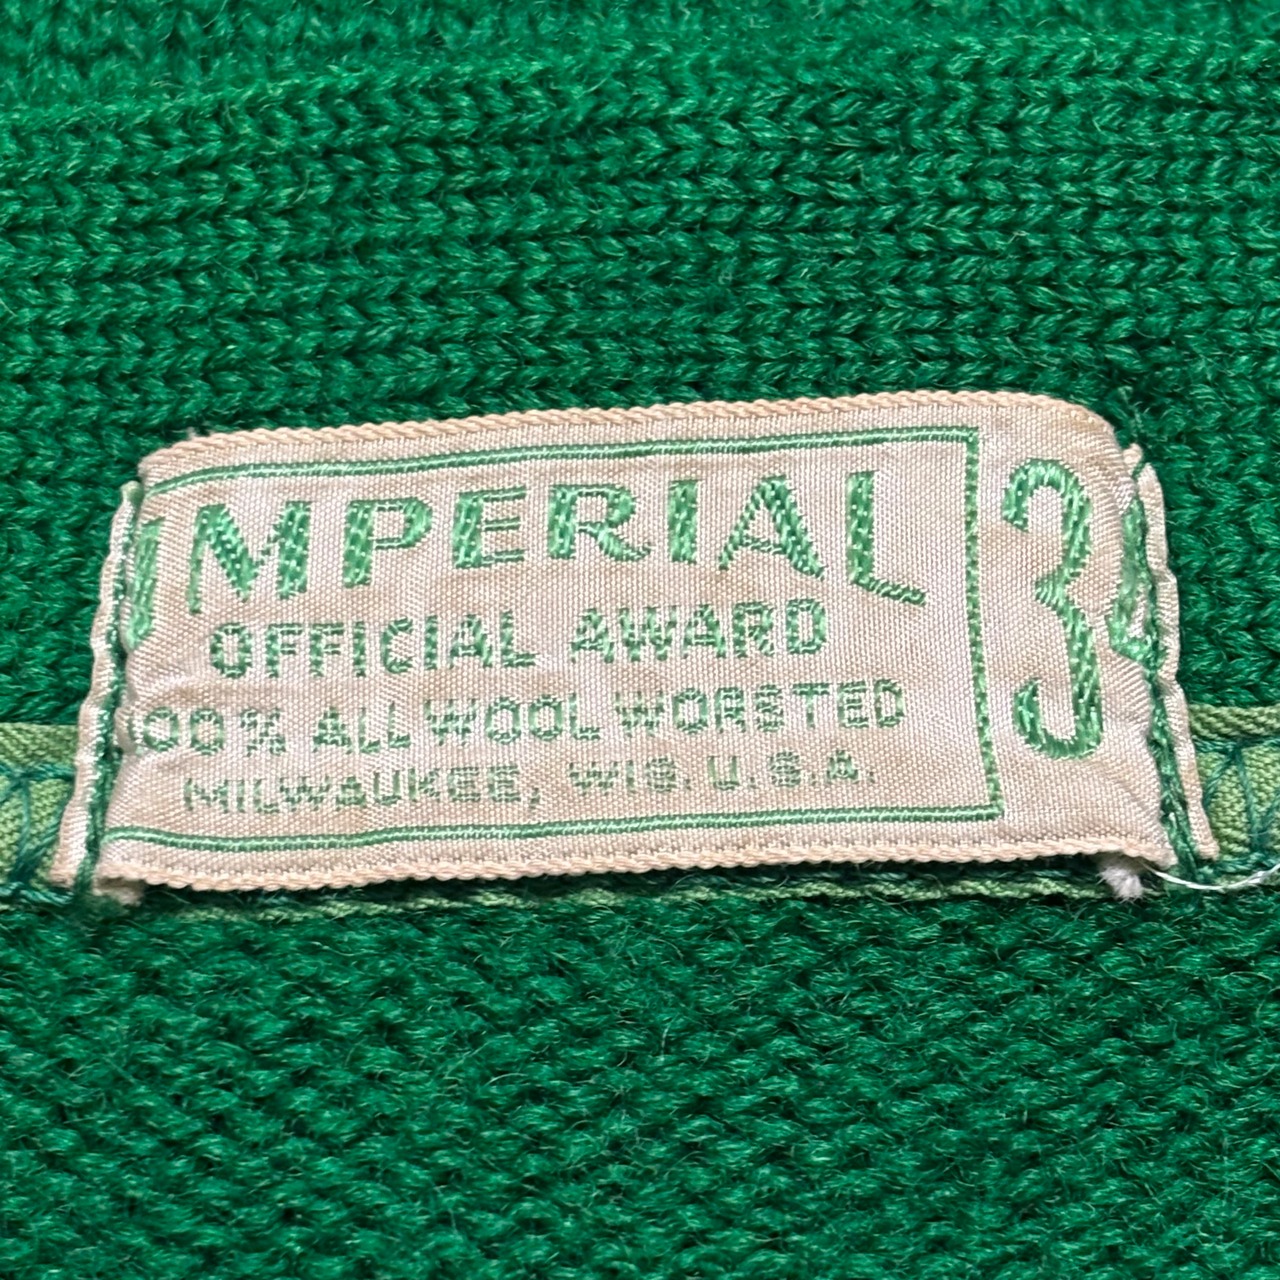 IMPERIAL
OFFICIAL AWARD
100% ALL WOOL WORSTED
MILWAUKEE, WIS. U.S.A.
34